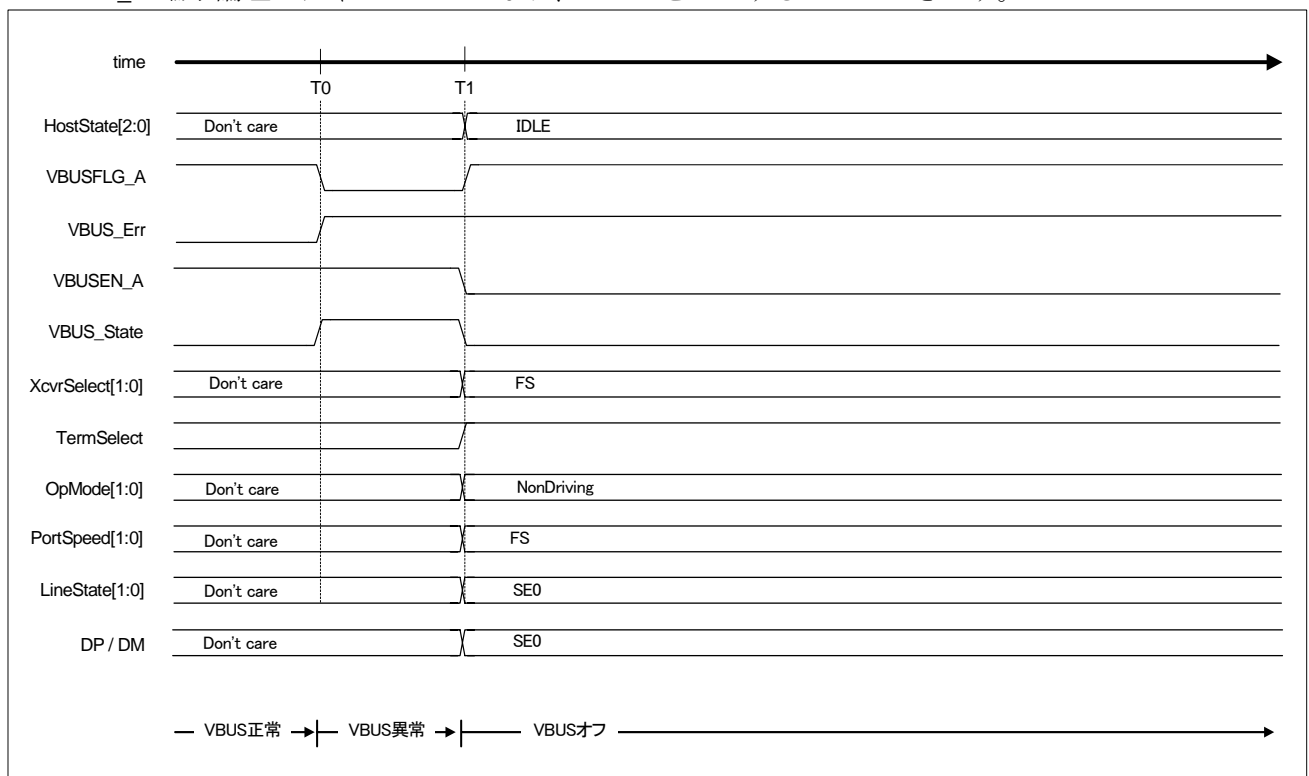 time
T0 T1
HostState[2:0] Don't care IDLE
VBUSFLG_A
VBUS_Err
VBUSEN_A
VBUS_State
XcvrSelect[1:0] Don't care FS
TermSelect
OpMode[1:0] Don't care NonDriving
PortSpeed[1:0] Don't care FS
LineState[1:0] Don't care SE0
DP / DM Don't care SE0
VBUS正常 VBUS異常 VBUSオフ